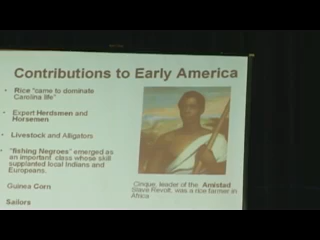 Contributions to Early America
• Rice "came to dominate
Carolina life"
• Expert Herdsmen and
Horsemen
• Livestock and Alligators
• "fishing Negroes" emerged as
an important class whose skill
supplanted local Indians and
Europeans.
Guinea Corn
Sailors
Cinque, leader of the Amistad
Slave Revolt, was a rice farmer in
Africa